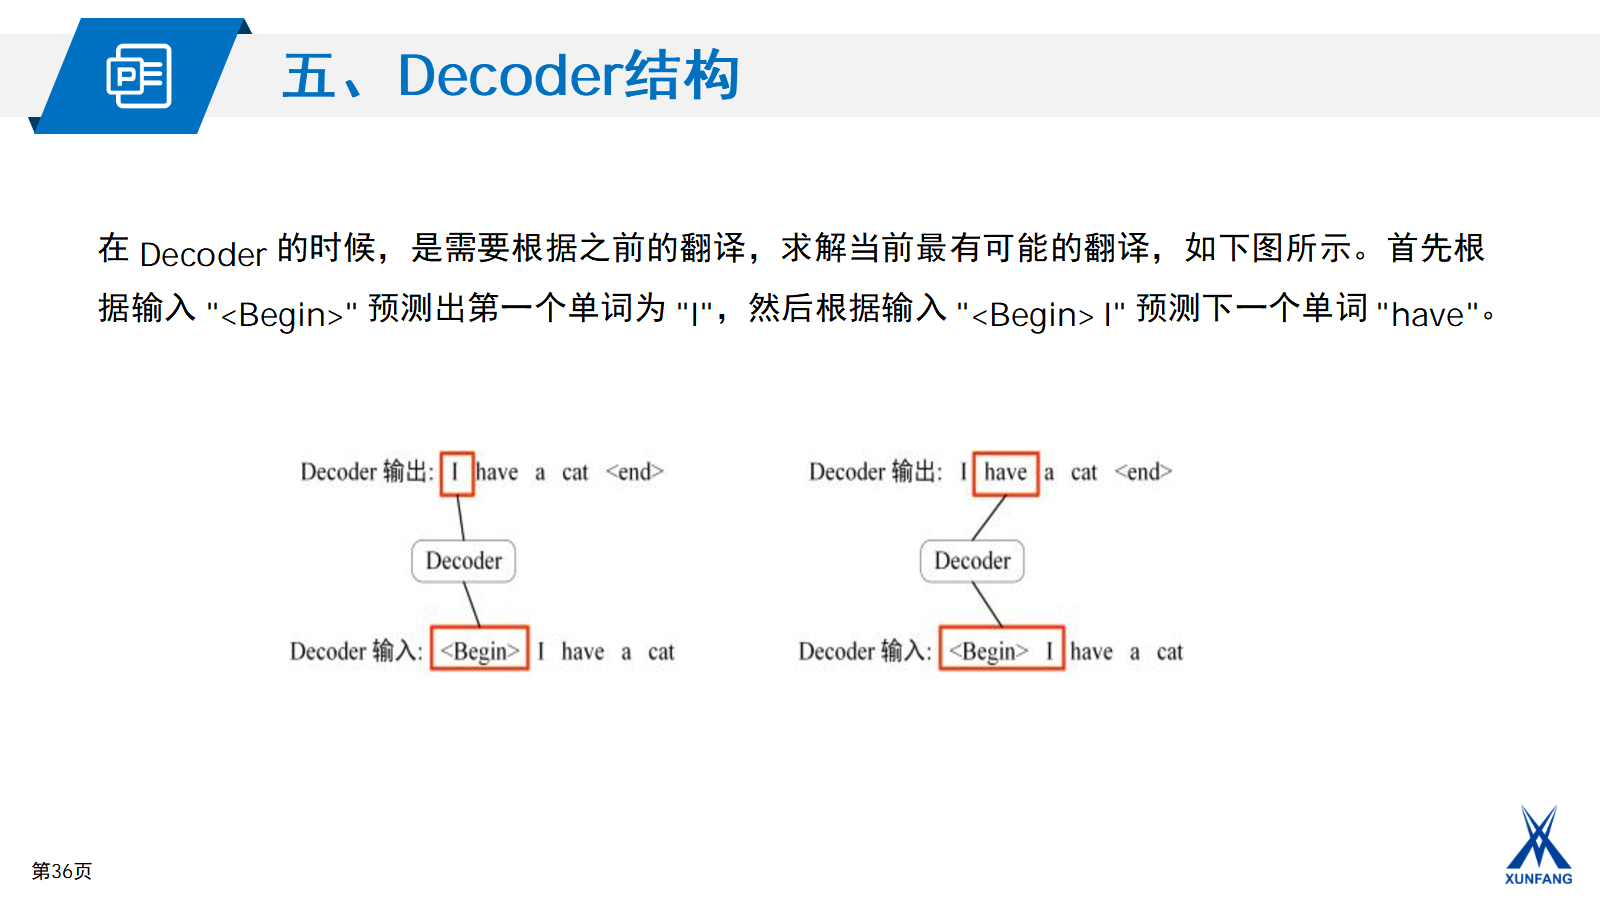 五、Decoder结构
在 Decoder 的时候，是需要根据之前的翻译，求解当前最有可能的翻译，如下图所示。首先根
据输入 "<Begin>" 预测出第一个单词为 "I"，然后根据输入 "<Begin> I" 预测下一个单词 "have"。
Decoder 输出: I have a cat <end>
Decoder
Decoder 输入: <Begin> I have a cat
Decoder 输出: I have a cat <end>
Decoder
Decoder 输入: <Begin> I have a cat
第36页
XUNFANG